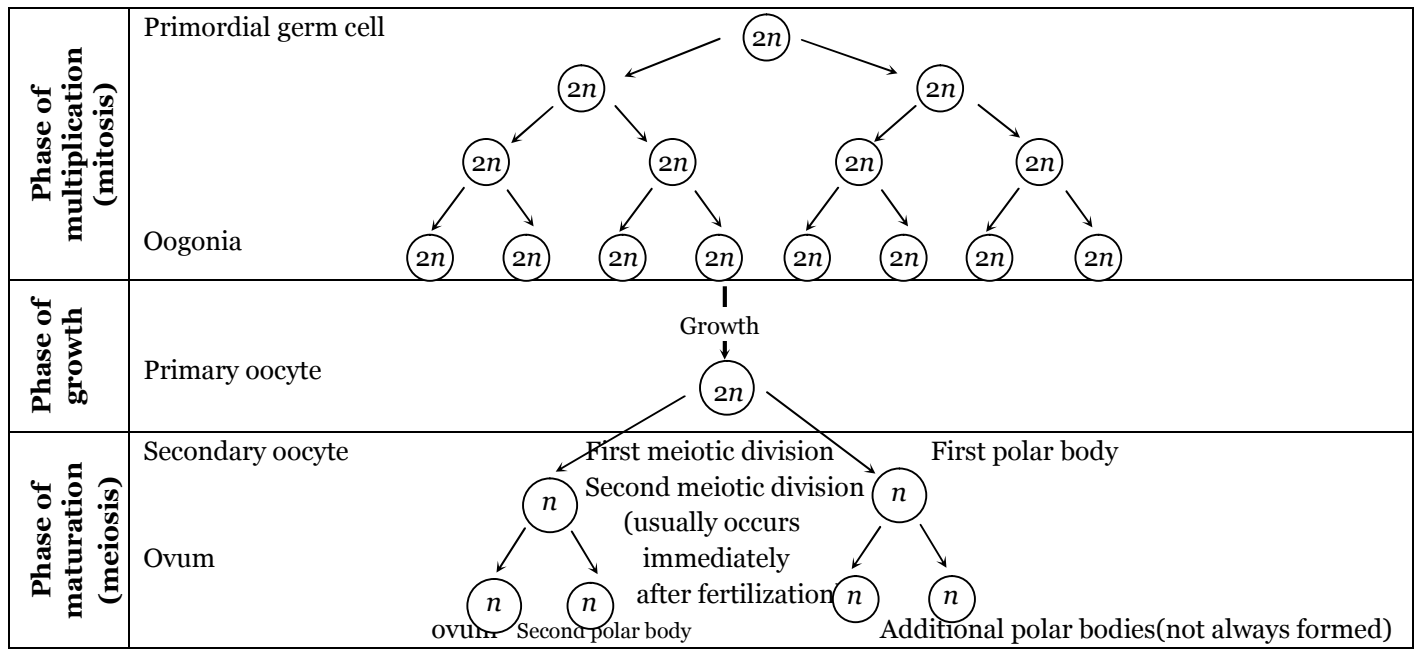 Phase of
multiplication
(mitosis)
Primordial germ cell
2n
2n 2n
2n 2n 2n 2n
Oogonia
2n 2n 2n 2n 2n 2n 2n 2n
Phase of
growth
Growth
Primary oocyte
2n
Phase of
maturation
(meiosis)
Secondary oocyte
First meiotic division
First polar body
n
Second meiotic division
n
(usually occurs
immediately
after fertilization)
Ovum
n n n n
ovum
Second polar body
Additional polar bodies(not always formed)